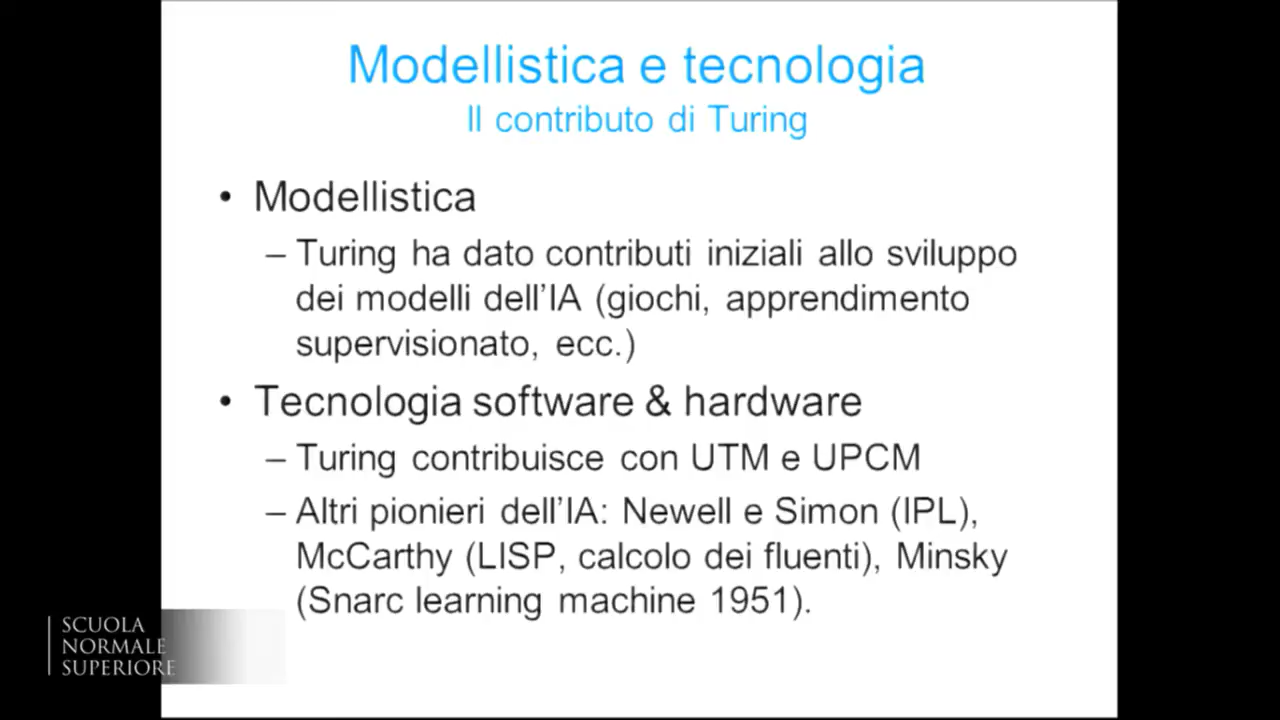 Modellistica e tecnologia
Il contributo di Turing
• Modellistica
– Turing ha dato contributi iniziali allo sviluppo
dei modelli dell'IA (giochi, apprendimento
supervisionato, ecc.)
• Tecnologia software & hardware
– Turing contribuisce con UTM e UPCM
– Altri pionieri dell'IA: Newell e Simon (IPL),
McCarthy (LISP, calcolo dei fluenti), Minsky
(Snarc learning machine 1951).
SCUOLA
NORMALE
SUPERIORE